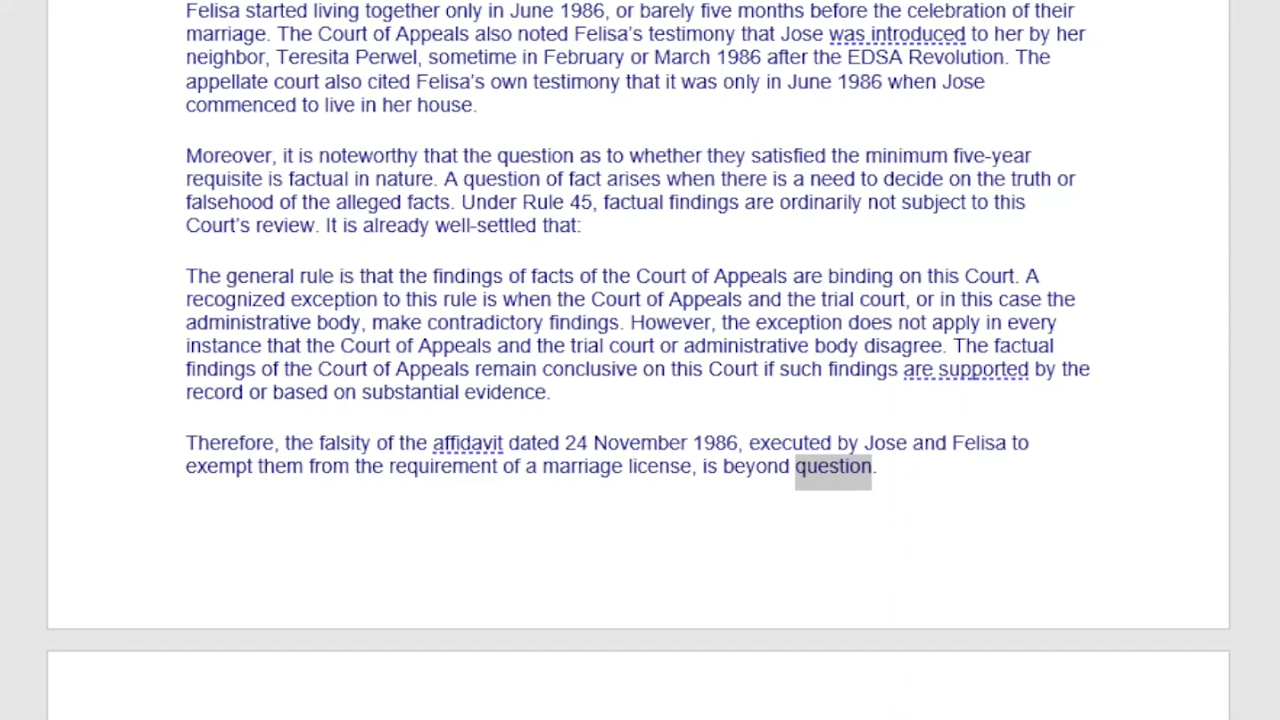 Felisa started living together only in June 1986, or barely five months before the celebration of their
marriage. The Court of Appeals also noted Felisa's testimony that Jose was introduced to her by her
neighbor, Teresita Perwel, sometime in February or March 1986 after the EDSA Revolution. The
appellate court also cited Felisa's own testimony that it was only in June 1986 when Jose
commenced to live in her house.
Moreover, it is noteworthy that the question as to whether they satisfied the minimum five-year
requisite is factual in nature. A question of fact arises when there is a need to decide on the truth or
falsehood of the alleged facts. Under Rule 45, factual findings are ordinarily not subject to this
Court's review. It is already well-settled that:
The general rule is that the findings of facts of the Court of Appeals are binding on this Court. A
recognized exception to this rule is when the Court of Appeals and the trial court, or in this case the
administrative body, make contradictory findings. However, the exception does not apply in every
instance that the Court of Appeals and the trial court or administrative body disagree. The factual
findings of the Court of Appeals remain conclusive on this Court if such findings are supported by the
record or based on substantial evidence.
Therefore, the falsity of the affidavit dated 24 November 1986, executed by Jose and Felisa to
exempt them from the requirement of a marriage license, is beyond question.